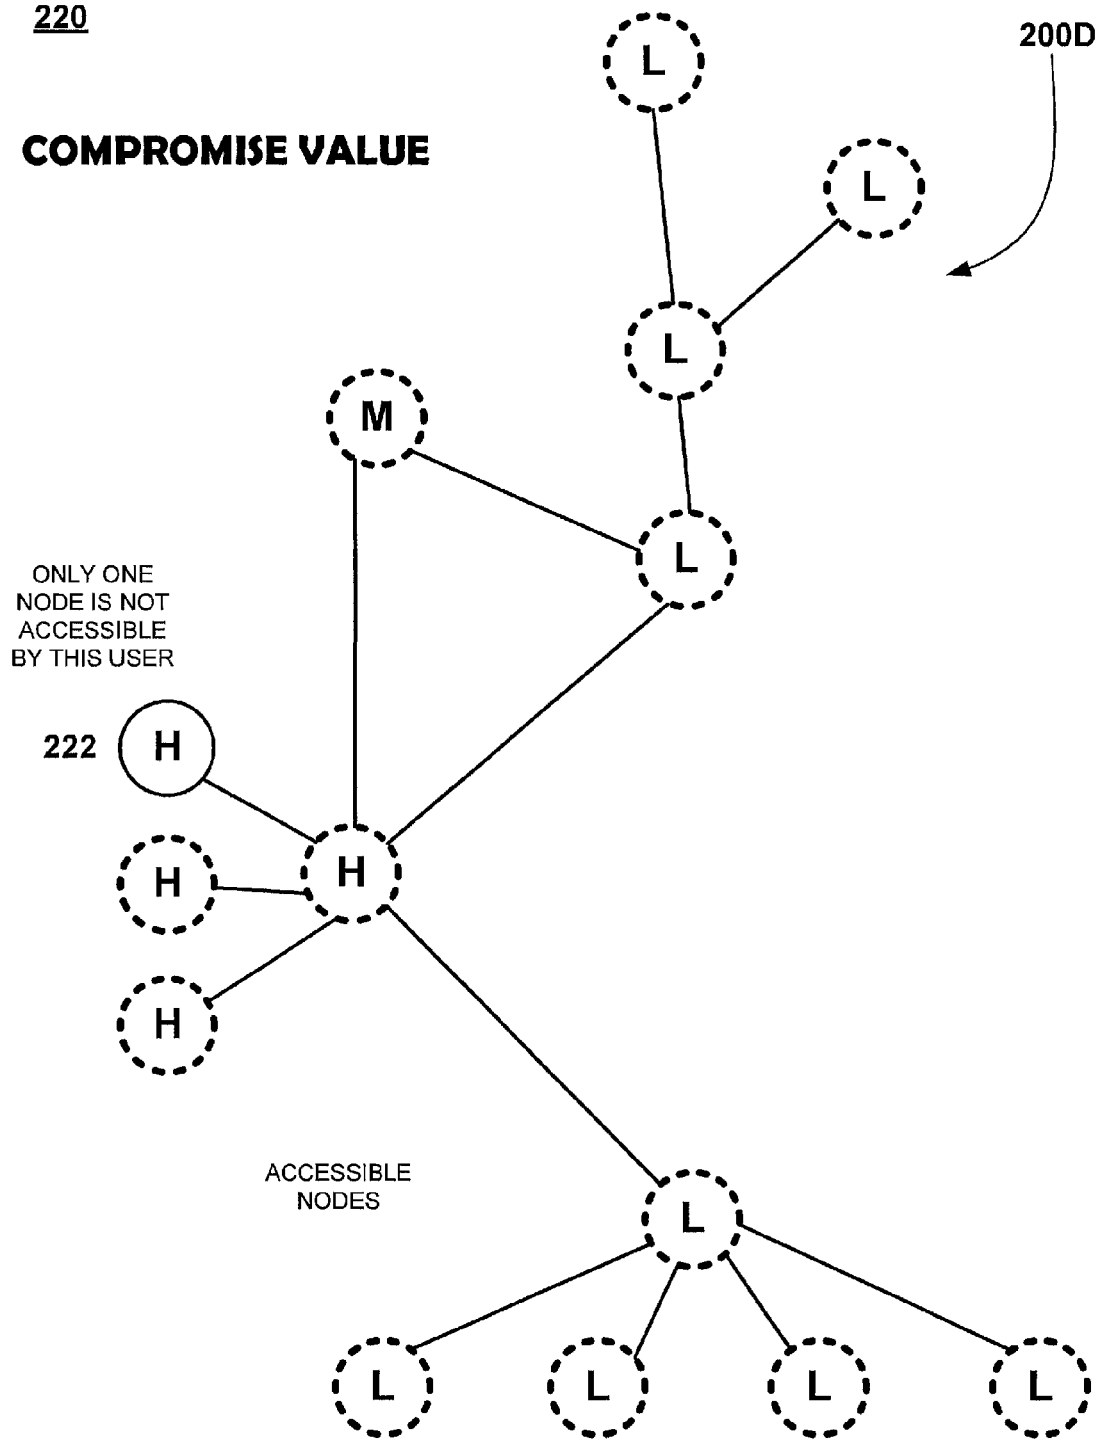 220
200D
COMPROMISE VALUE
L
L
L
M
L
ONLY ONE
NODE IS NOT
ACCESSIBLE
BY THIS USER
222
H
H
H
H
ACCESSIBLE
NODES
L
L
L
L
L